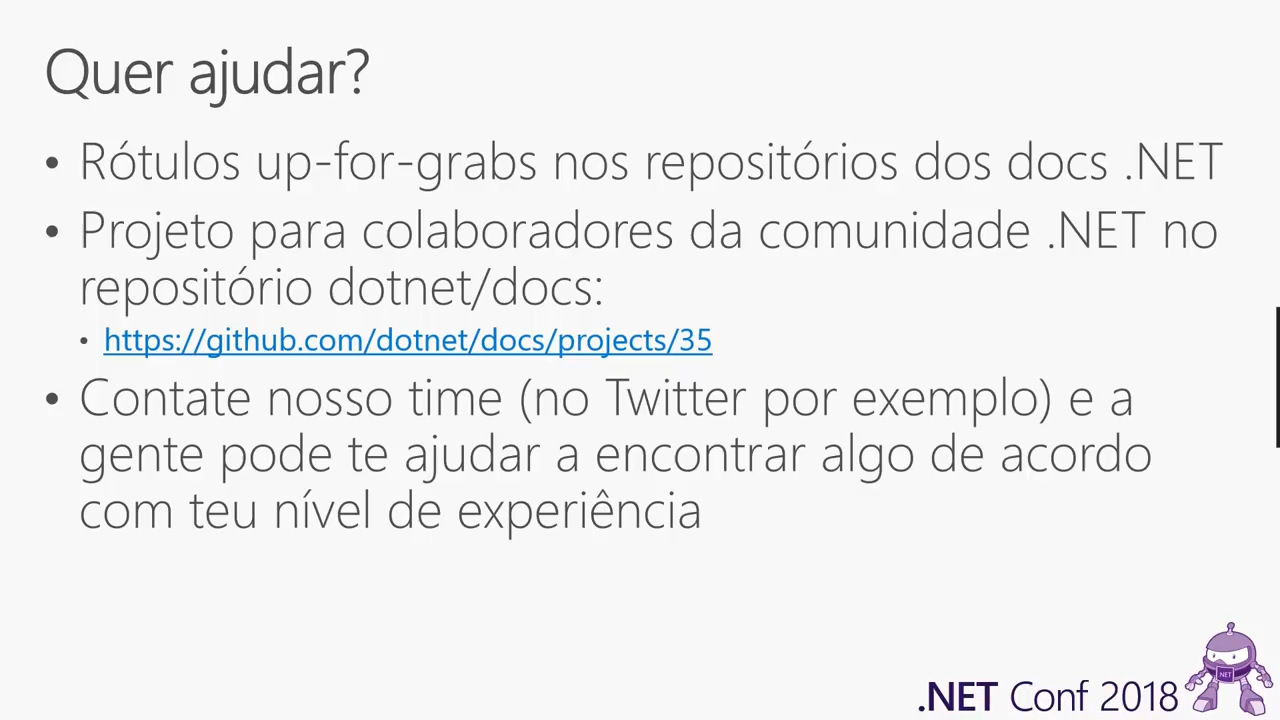 Quer ajudar?
• Rótulos up-for-grabs nos repositórios dos docs .NET
• Projeto para colaboradores da comunidade .NET no
repositório dotnet/docs:
• https://github.com/dotnet/docs/projects/35
• Contate nosso time (no Twitter por exemplo) e a
gente pode te ajudar a encontrar algo de acordo
com teu nível de experiência
.NET Conf 2018
.NET